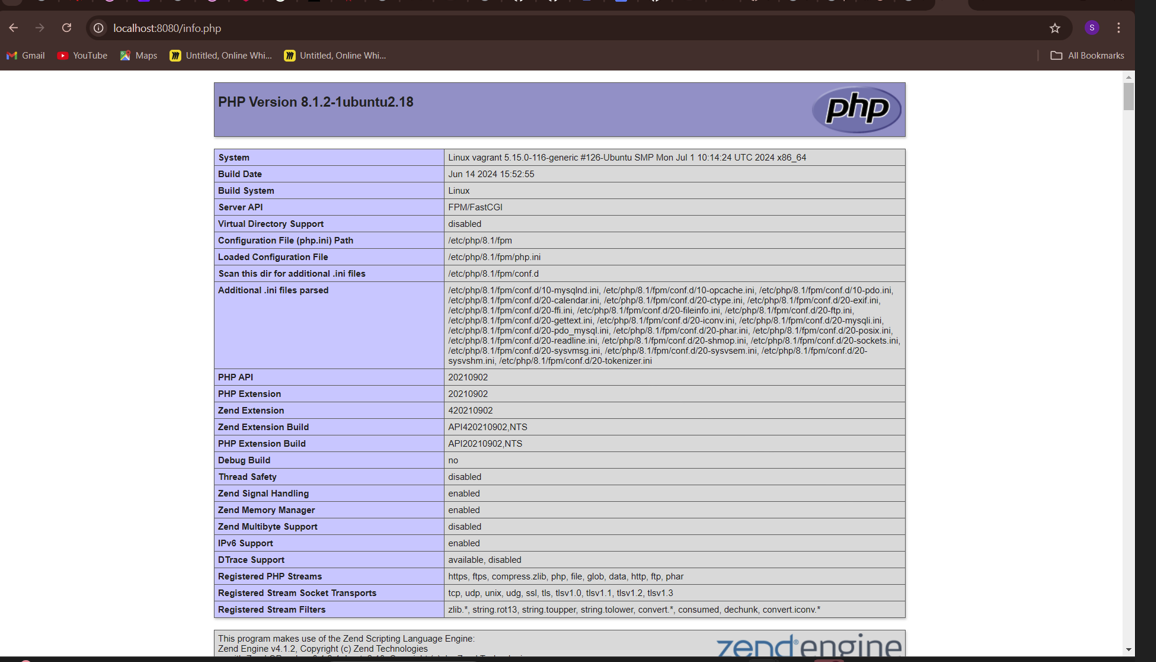 localhost:8080/info.php
S
Gmail YouTube Maps Untitled, Online Whi... Untitled, Online Whi... All Bookmarks
PHP Version 8.1.2-1ubuntu2.18
php
System Linux vagrant 5.15.0-116-generic #126-Ubuntu SMP Mon Jul 1 10:14:24 UTC 2024 x86_64
Build Date Jun 14 2024 15:52:55
Build System Linux
Server API FPM/FastCGI
Virtual Directory Support disabled
Configuration File (php.ini) Path /etc/php/8.1/fpm
Loaded Configuration File /etc/php/8.1/fpm/php.ini
Scan this dir for additional .ini files /etc/php/8.1/fpm/conf.d
Additional .ini files parsed /etc/php/8.1/fpm/conf.d/10-mysqlnd.ini, /etc/php/8.1/fpm/conf.d/10-opcache.ini, /etc/php/8.1/fpm/conf.d/10-pdo.ini,
/etc/php/8.1/fpm/conf.d/20-calendar.ini, /etc/php/8.1/fpm/conf.d/20-ctype.ini, /etc/php/8.1/fpm/conf.d/20-exif.ini,
/etc/php/8.1/fpm/conf.d/20-ffi.ini, /etc/php/8.1/fpm/conf.d/20-fileinfo.ini, /etc/php/8.1/fpm/conf.d/20-ftp.ini,
/etc/php/8.1/fpm/conf.d/20-gettext.ini, /etc/php/8.1/fpm/conf.d/20-iconv.ini, /etc/php/8.1/fpm/conf.d/20-mysqli.ini,
/etc/php/8.1/fpm/conf.d/20-pdo_mysql.ini, /etc/php/8.1/fpm/conf.d/20-phar.ini, /etc/php/8.1/fpm/conf.d/20-posix.ini,
/etc/php/8.1/fpm/conf.d/20-readline.ini, /etc/php/8.1/fpm/conf.d/20-shmop.ini, /etc/php/8.1/fpm/conf.d/20-sockets.ini,
/etc/php/8.1/fpm/conf.d/20-sysvmsg.ini, /etc/php/8.1/fpm/conf.d/20-sysvsem.ini, /etc/php/8.1/fpm/conf.d/20-
sysvshm.ini, /etc/php/8.1/fpm/conf.d/20-tokenizer.ini
PHP API 20210902
PHP Extension 20210902
Zend Extension 420210902
Zend Extension Build API420210902,NTS
PHP Extension Build API20210902,NTS
Debug Build no
Thread Safety disabled
Zend Signal Handling enabled
Zend Memory Manager enabled
Zend Multibyte Support disabled
IPv6 Support enabled
DTrace Support available, disabled
Registered PHP Streams https, ftps, compress.zlib, php, file, glob, data, http, ftp, phar
Registered Stream Socket Transports tcp, udp, unix, udg, ssl, tls, tlsv1.0, tlsv1.1, tlsv1.2, tlsv1.3
Registered Stream Filters zlib.*, string.rot13, string.toupper, string.tolower, convert.*, consumed, dechunk, convert.iconv.*
This program makes use of the Zend Scripting Language Engine:
Zend Engine v4.1.2, Copyright (c) Zend Technologies
zend engine